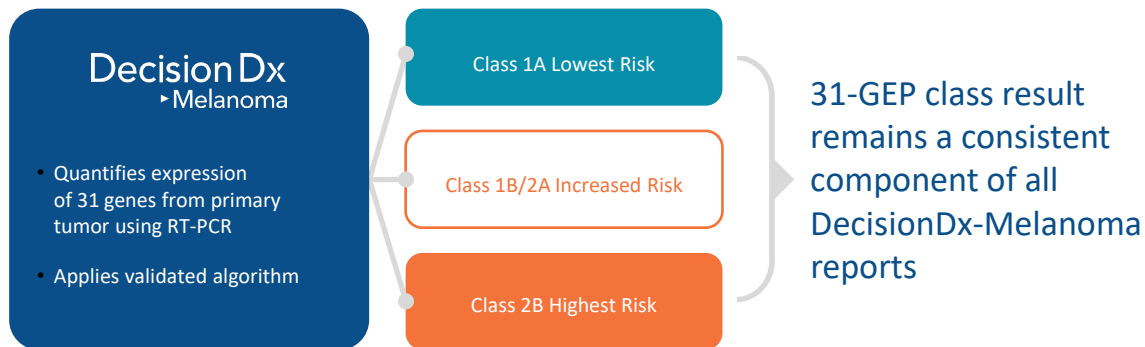 DecisionDx
Melanoma
• Quantifies expression
of 31 genes from primary
tumor using RT-PCR
• Applies validated algorithm
Class 1A Lowest Risk
Class 1B/2A Increased Risk
Class 2B Highest Risk
31-GEP class result
remains a consistent
component of all
DecisionDx-Melanoma
reports